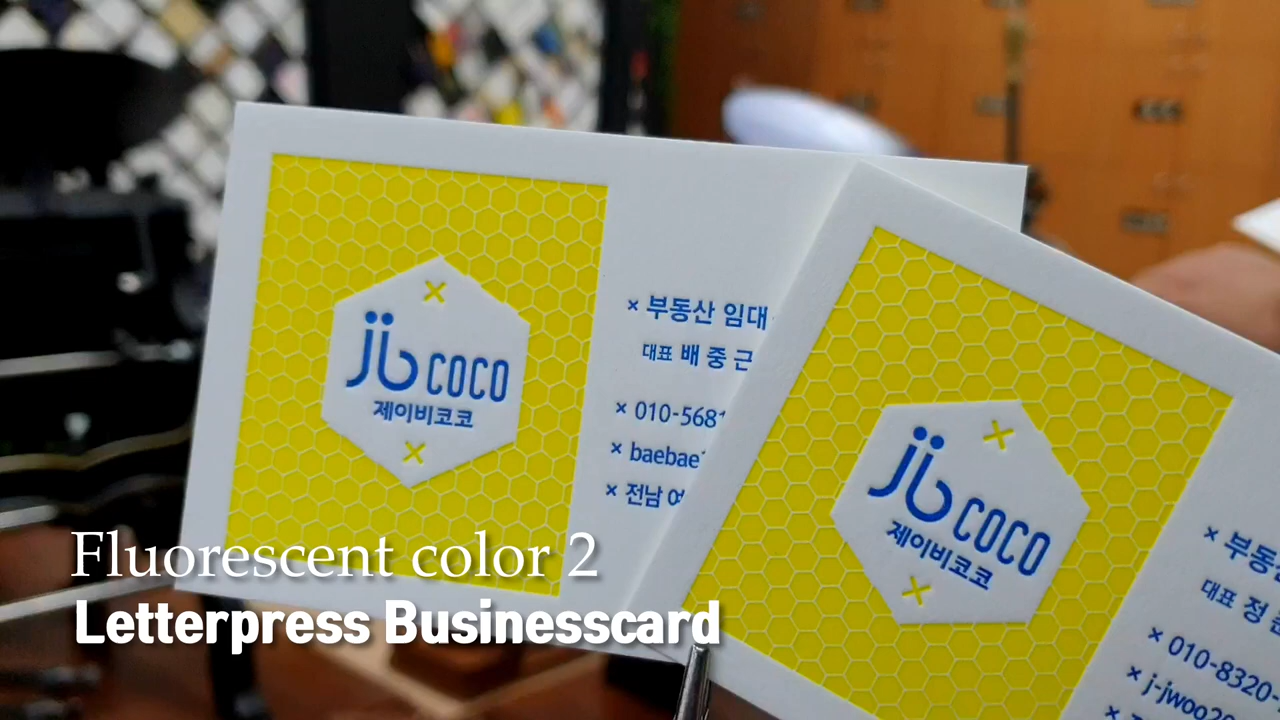 jb coco
제이비코코
× 부동산 임대
대표 배 중 근
× 010-5681
× baebae
× 전남 여
jb coco
제이비코코
× 부동
대표 정
× 010-8320-
× j-jwoo20
Fluorescent color 2
Letterpress Businesscard